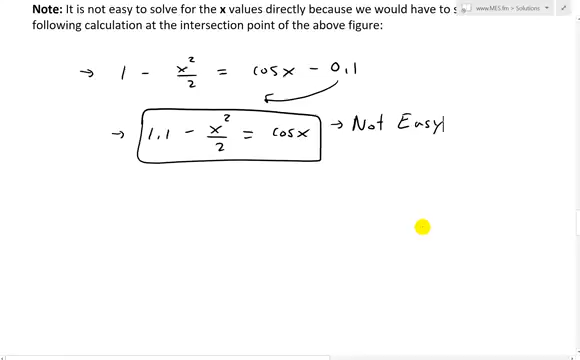 Note: It is not easy to solve for the x values directly because we would have to s
www.MES.fm > Solutions
following calculation at the intersection point of the above figure:
→ 1 - x²/2 = cosx - 0.1
→ 1.1 - x²/2 = cosx → Not Easy